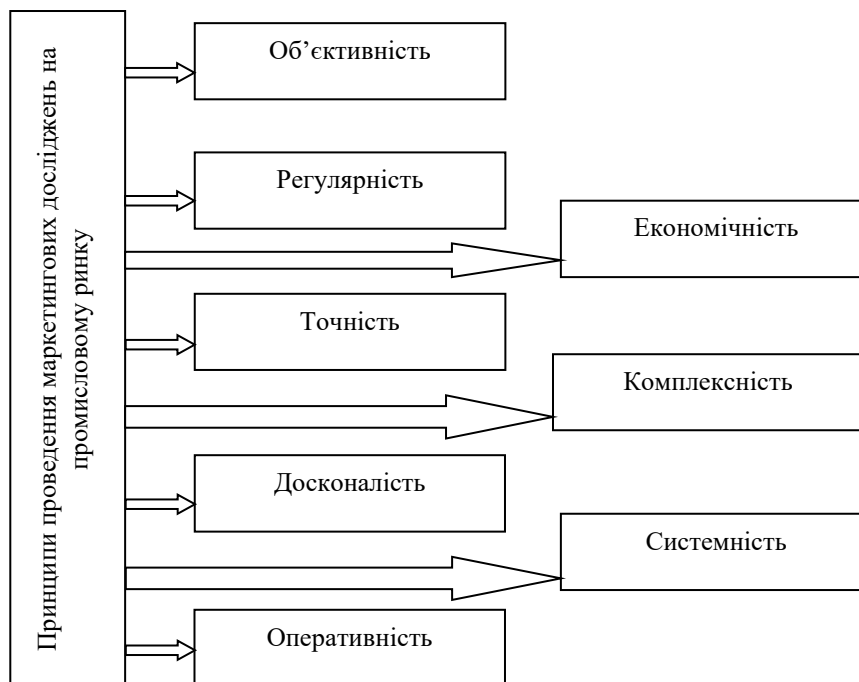 Принципи проведення маркетингових досліджень на
промисловому ринку
Об’єктивність
Регулярність
Економічність
Точність
Комплексність
Досконалість
Системність
Оперативність